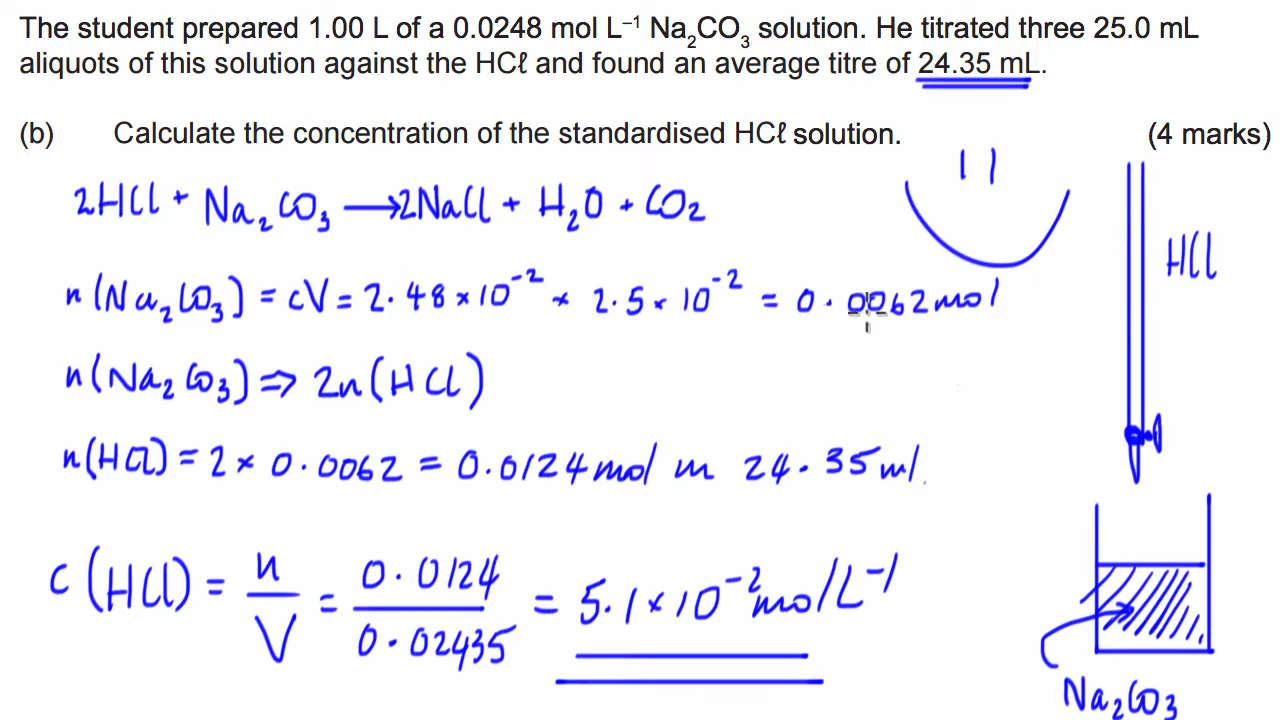 The student prepared 1.00 L of a 0.0248 mol L⁻¹ Na₂CO₃ solution. He titrated three 25.0 mL
aliquots of this solution against the HCℓ and found an average titre of 24.35 mL.
(b) Calculate the concentration of the standardised HCℓ solution. (4 marks)
2HCl + Na₂CO₃ ⟶ 2NaCl + H₂O + CO₂
HCl
n(Na₂CO₃) = cV = 2.48 × 10⁻² × 2.5 × 10⁻² = 0.0062 mol
n(Na₂CO₃) ⇒ 2n(HCl)
n(HCl) = 2 × 0.0062 = 0.0124 mol in 24.35 ml.
c(HCl) = n/V = 0.0124/0.02435 = 5.1 × 10⁻² mol/L⁻¹
Na₂CO₃